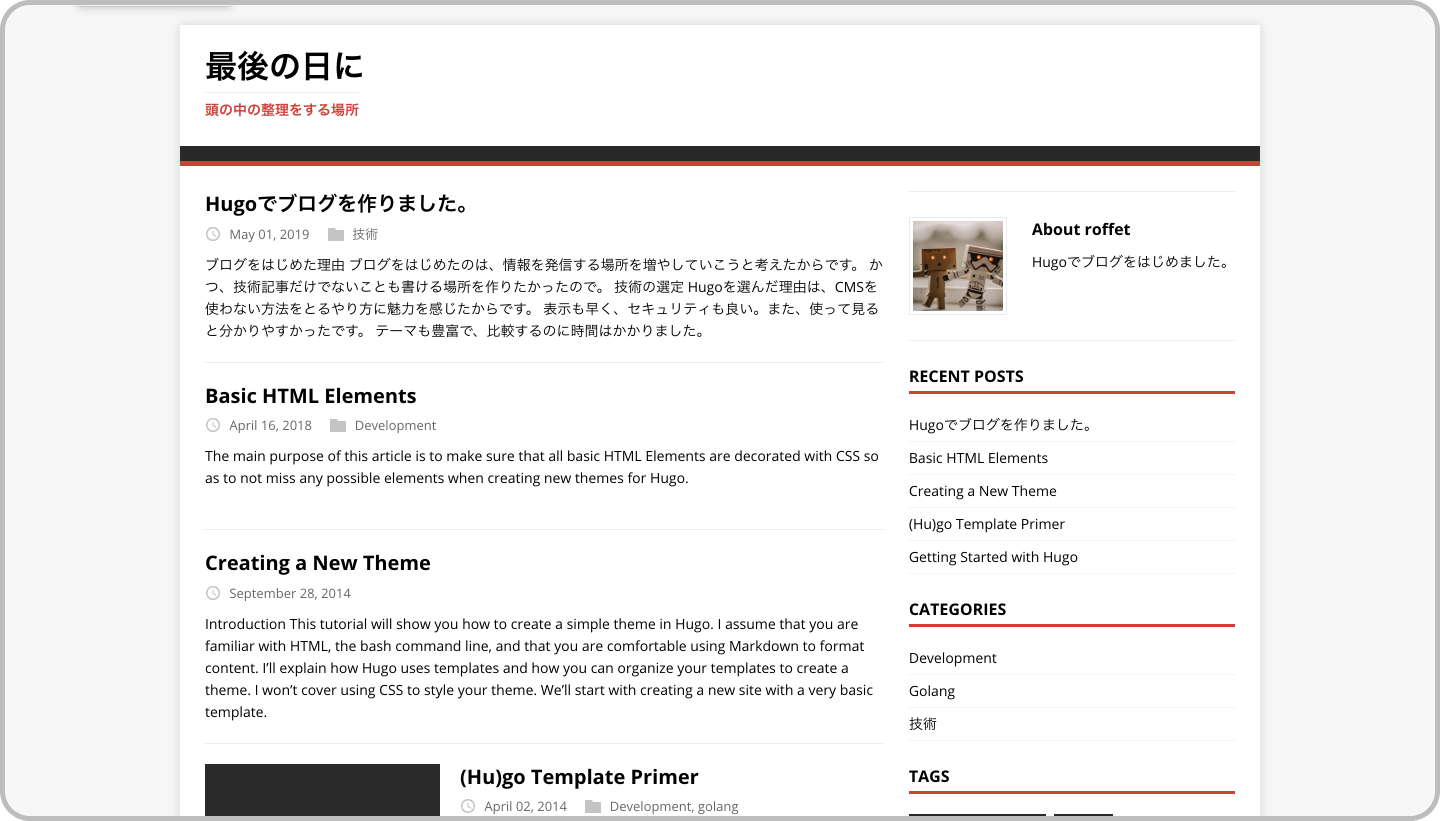 最後の日に
頭の中の整理をする場所
Hugoでブログを作りました。
May 01, 2019 技術
ブログをはじめた理由 ブログをはじめたのは、情報を発信する場所を増やしていこうと考えたからです。 か
つ、技術記事だけでないことも書ける場所を作りたかったので。 技術の選定 Hugoを選んだ理由は、CMSを
使わない方法をとるやり方に魅力を感じたからです。 表示も早く、セキュリティも良い。また、使って見る
と分かりやすかったです。 テーマも豊富で、比較するのに時間はかかりました。
Basic HTML Elements
April 16, 2018 Development
The main purpose of this article is to make sure that all basic HTML Elements are decorated with CSS so
as to not miss any possible elements when creating new themes for Hugo.
Creating a New Theme
September 28, 2014
Introduction This tutorial will show you how to create a simple theme in Hugo. I assume that you are
familiar with HTML, the bash command line, and that you are comfortable using Markdown to format
content. I’ll explain how Hugo uses templates and how you can organize your templates to create a
theme. I won’t cover using CSS to style your theme. We’ll start with creating a new site with a very basic
template.
(Hu)go Template Primer
April 02, 2014 Development, golang
About roffet
Hugoでブログをはじめました。
RECENT POSTS
Hugoでブログを作りました。
Basic HTML Elements
Creating a New Theme
(Hu)go Template Primer
Getting Started with Hugo
CATEGORIES
Development
Golang
技術
TAGS